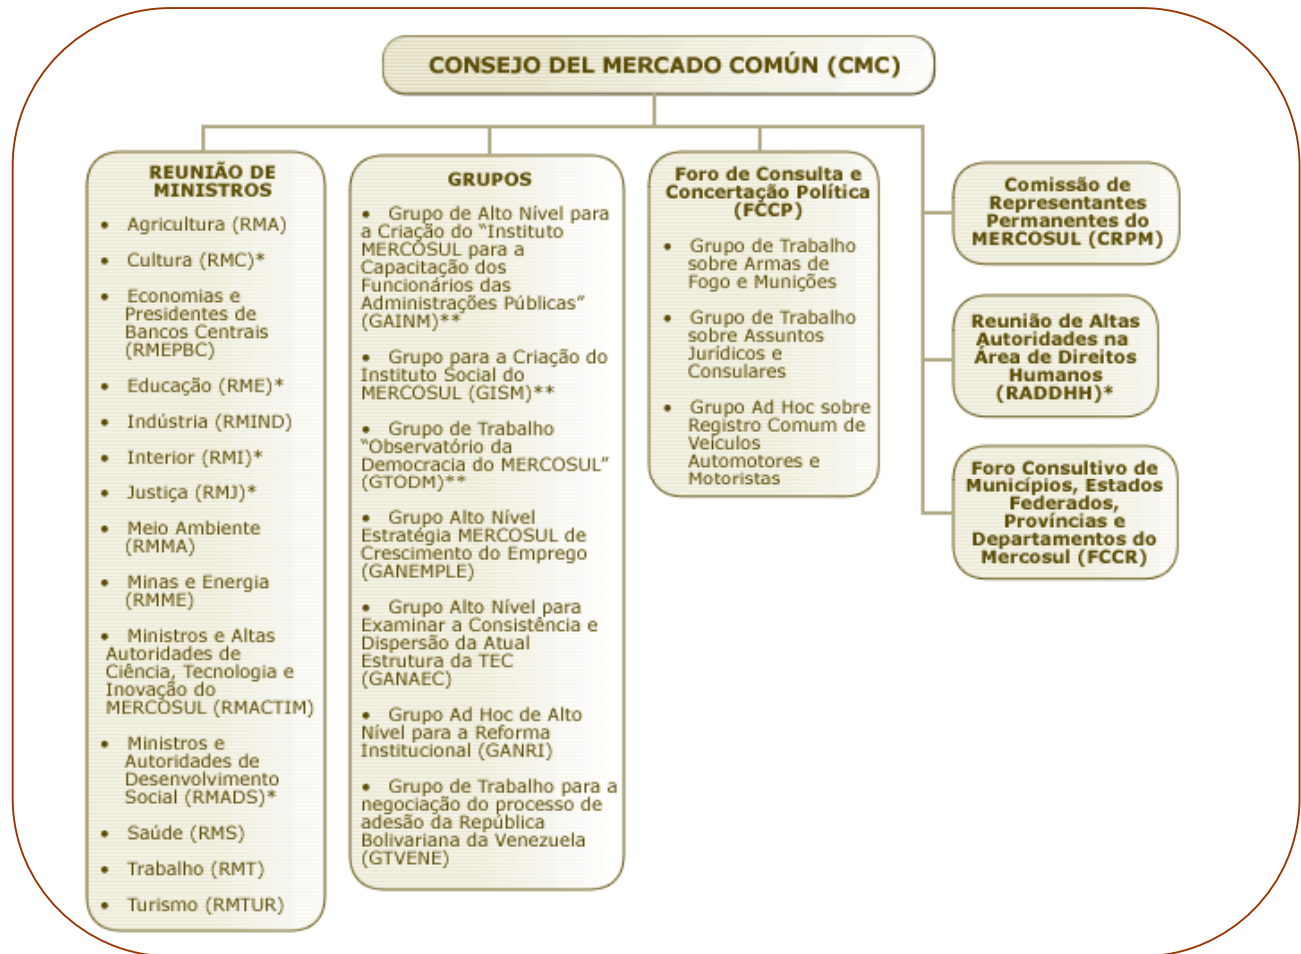 CONSEJO DEL MERCADO COMÚN (CMC)
REUNIÃO DE
MINISTROS
• Agricultura (RMA)
• Cultura (RMC)*
• Economias e
Presidentes de
Bancos Centrais
(RMEPBC)
• Educação (RME)*
• Indústria (RMIND)
• Interior (RMI)*
• Justiça (RMJ)*
• Meio Ambiente
(RMMA)
• Minas e Energia
(RMME)
• Ministros e Altas
Autoridades de
Ciência, Tecnologia e
Inovação do
MERCOSUL (RMACTIM)
• Ministros e
Autoridades de
Desenvolvimento
Social (RMADS)*
• Saúde (RMS)
• Trabalho (RMT)
• Turismo (RMTUR)
GRUPOS
• Grupo de Alto Nível para
a Criação do “Instituto
MERCOSUL para a
Capacitação dos
Funcionários das
Administrações Públicas”
(GAINM)**
• Grupo para a Criação do
Instituto Social do
MERCOSUL (GISM)**
• Grupo de Trabalho
“Observatório da
Democracia do MERCOSUL”
(GTODM)**
• Grupo Alto Nível
Estratégia MERCOSUL de
Crescimento do Emprego
(GANEMPLE)
• Grupo Alto Nível para
Examinar a Consistência e
Dispersão da Atual
Estrutura da TEC
(GANAEC)
• Grupo Ad Hoc de Alto
Nível para a Reforma
Institucional (GANRI)
• Grupo de Trabalho para a
negociação do processo de
adesão da República
Bolivariana da Venezuela
(GTVENE)
Foro de Consulta e
Concertação Política
(FCCP)
• Grupo de Trabalho
sobre Armas de
Fogo e Munições
• Grupo de Trabalho
sobre Assuntos
Jurídicos e
Consulares
• Grupo Ad Hoc sobre
Registro Comum de
Veículos
Automotores e
Motoristas
Comissão de
Representantes
Permanentes do
MERCOSUL (CRPM)
Reunião de Altas
Autoridades na
Área de Direitos
Humanos
(RADDHH)*
Foro Consultivo de
Municípios, Estados
Federados,
Províncias e
Departamentos do
Mercosul (FCCR)